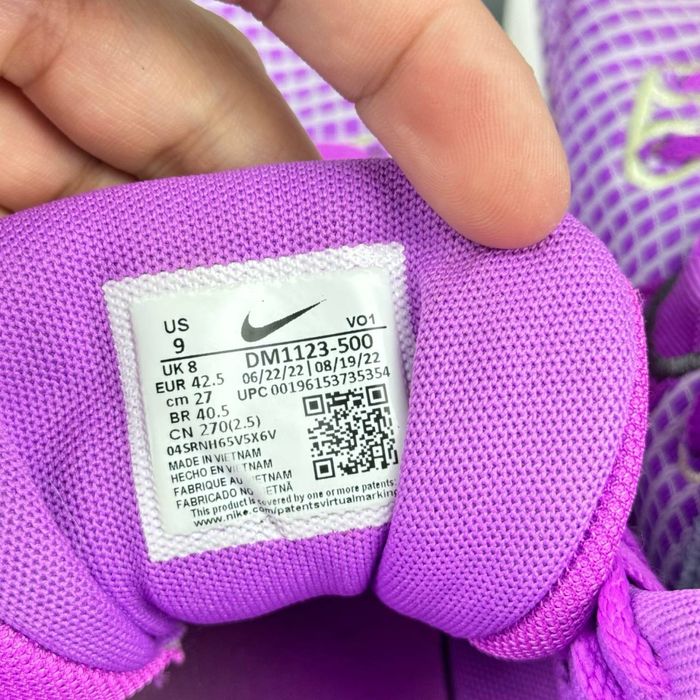 US VO1
9 DM1123-500
UK 8 06/22/22 | 08/19/22
EUR 42.5 UPC 00196153735354
cm 27
BR 40.5
CN 270(2.5)
04SRNH65V5X6V
MADE IN VIETNAM
HECHO EN VIETNAM
FABRIQUE AU VIETNAM
FABRICADO NO ETNÃ
This product is covered by one or more patents
www.nike.com/patentsvirtualmarking